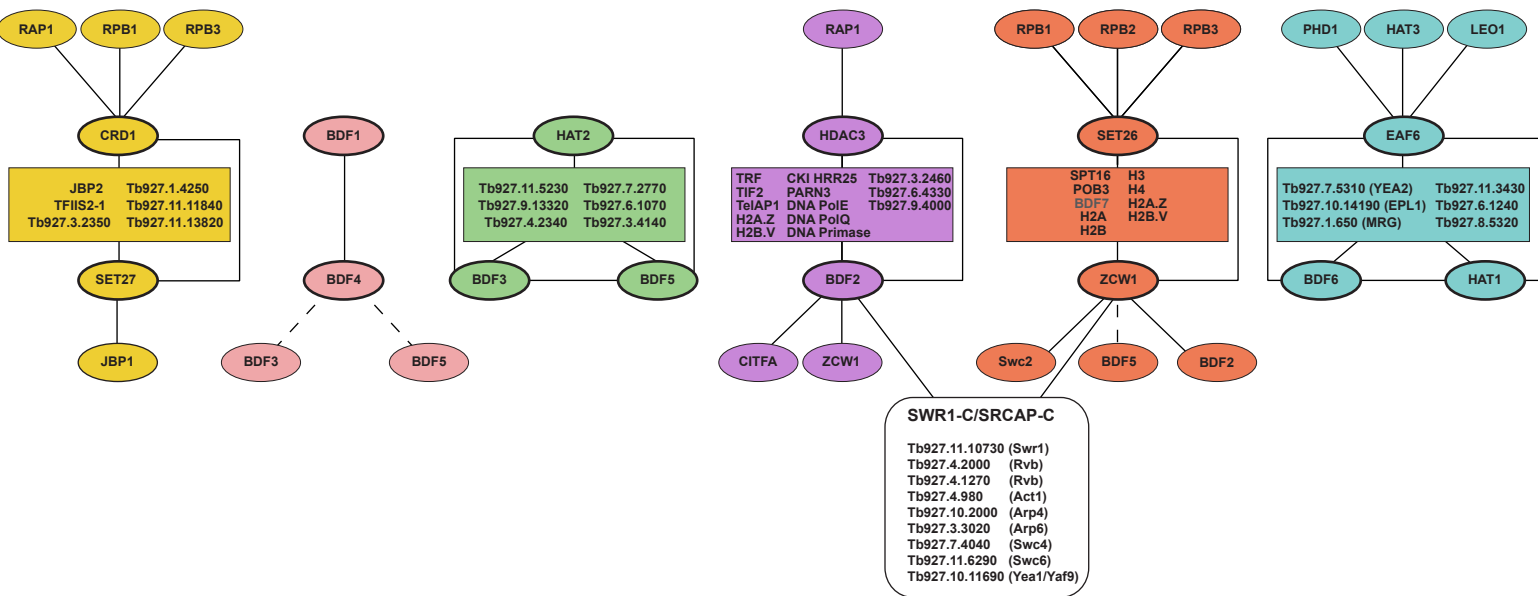 RAP1
RPB1
RPB3
CRD1
JBP2 Tb927.1.4250
TFIIS2-1 Tb927.11.11840
Tb927.3.2350 Tb927.11.13820
SET27
JBP1
BDF1
BDF4
BDF3
BDF5
HAT2
Tb927.11.5230 Tb927.7.2770
Tb927.9.13320 Tb927.6.1070
Tb927.4.2340 Tb927.3.4140
BDF3
BDF5
RAP1
HDAC3
TRF CKI HRR25 Tb927.3.2460
TIF2 PARN3 Tb927.6.4330
TelAP1 DNA PolE Tb927.9.4000
H2A.Z DNA PolQ
H2B.V DNA Primase
BDF2
CITFA
ZCW1
RPB1
RPB2
RPB3
SET26
SPT16 H3
POB3 H4
BDF7 H2A.Z
H2A H2B.V
H2B
ZCW1
Swc2
BDF5
BDF2
SWR1-C/SRCAP-C
Tb927.11.10730 (Swr1)
Tb927.4.2000 (Rvb)
Tb927.4.1270 (Rvb)
Tb927.4.980 (Act1)
Tb927.10.2000 (Arp4)
Tb927.3.3020 (Arp6)
Tb927.7.4040 (Swc4)
Tb927.11.6290 (Swc6)
Tb927.10.11690 (Yea1/Yaf9)
PHD1
HAT3
LEO1
EAF6
Tb927.7.5310 (YEA2) Tb927.11.3430
Tb927.10.14190 (EPL1) Tb927.6.1240
Tb927.1.650 (MRG) Tb927.8.5320
BDF6
HAT1